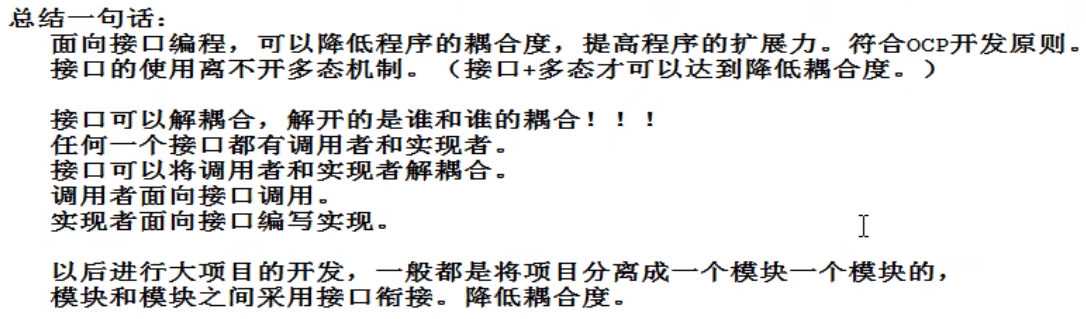 总结一句话：
面向接口编程，可以降低程序的耦合度，提高程序的扩展力。符合OCP开发原则。
接口的使用离不开多态机制。（接口+多态才可以达到降低耦合度。）
接口可以解耦合，解开的是谁和谁的耦合！！！
任何一个接口都有调用者和实现者。
接口可以将调用者和实现者解耦合。
调用者面向接口调用。
实现者面向接口编写实现。
以后进行大项目的开发，一般都是将项目分离成一个模块一个模块的，
模块和模块之间采用接口衔接。降低耦合度。